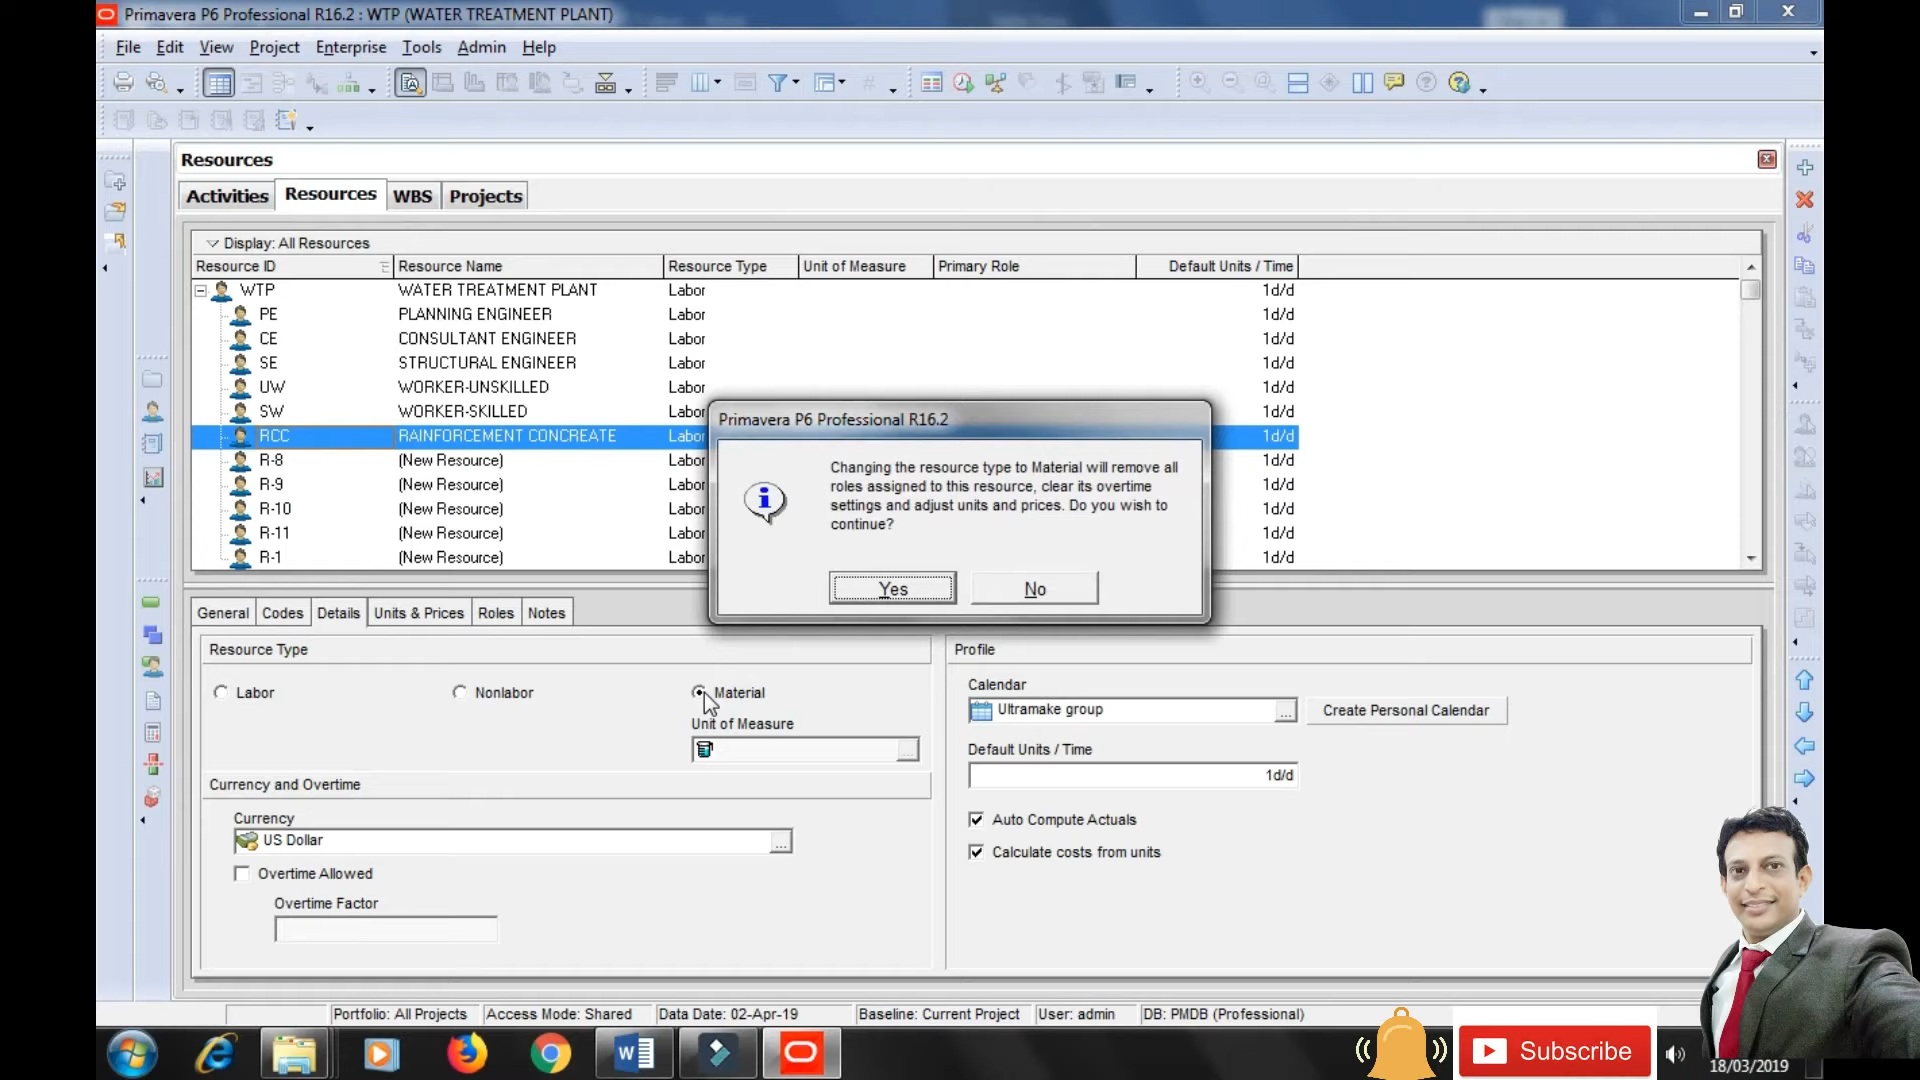 Primavera P6 Professional R16.2 : WTP (WATER TREATMENT PLANT)
File Edit View Project Enterprise Tools Admin Help
Resources
Activities Resources WBS Projects
Display: All Resources
Resource ID Resource Name Resource Type Unit of Measure Primary Role Default Units / Time
WTP WATER TREATMENT PLANT Labor 1d/d
PE PLANNING ENGINEER Labor 1d/d
CE CONSULTANT ENGINEER Labor 1d/d
SE STRUCTURAL ENGINEER Labor 1d/d
UW WORKER-UNSKILLED Labor 1d/d
SW WORKER-SKILLED Labor 1d/d
RCC RAINFORCEMENT CONCREATE Labor 1d/d
R-8 (New Resource) Labor 1d/d
R-9 (New Resource) Labor 1d/d
R-10 (New Resource) Labor 1d/d
R-11 (New Resource) Labor 1d/d
R-1 (New Resource) Labor 1d/d
Primavera P6 Professional R16.2
Changing the resource type to Material will remove all
roles assigned to this resource, clear its overtime
settings and adjust units and prices. Do you wish to
continue?
Yes No
General Codes Details Units & Prices Roles Notes
Resource Type
Labor Nonlabor Material
Unit of Measure
Currency and Overtime
Currency
US Dollar ...
Overtime Allowed
Overtime Factor
Profile
Calendar
Ultramake group ... Create Personal Calendar
Default Units / Time
1d/d
Auto Compute Actuals
Calculate costs from units
Portfolio: All Projects Access Mode: Shared Data Date: 02-Apr-19 Baseline: Current Project User: admin DB: PMDB (Professional)
Subscribe
18/03/2019